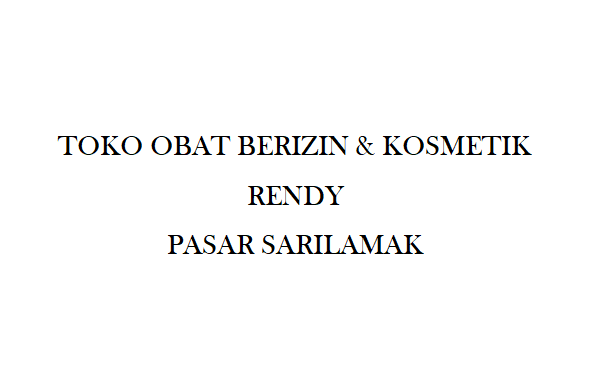 TOKO OBAT BERIZIN & KOSMETIK
RENDY
PASAR SARILAMAK